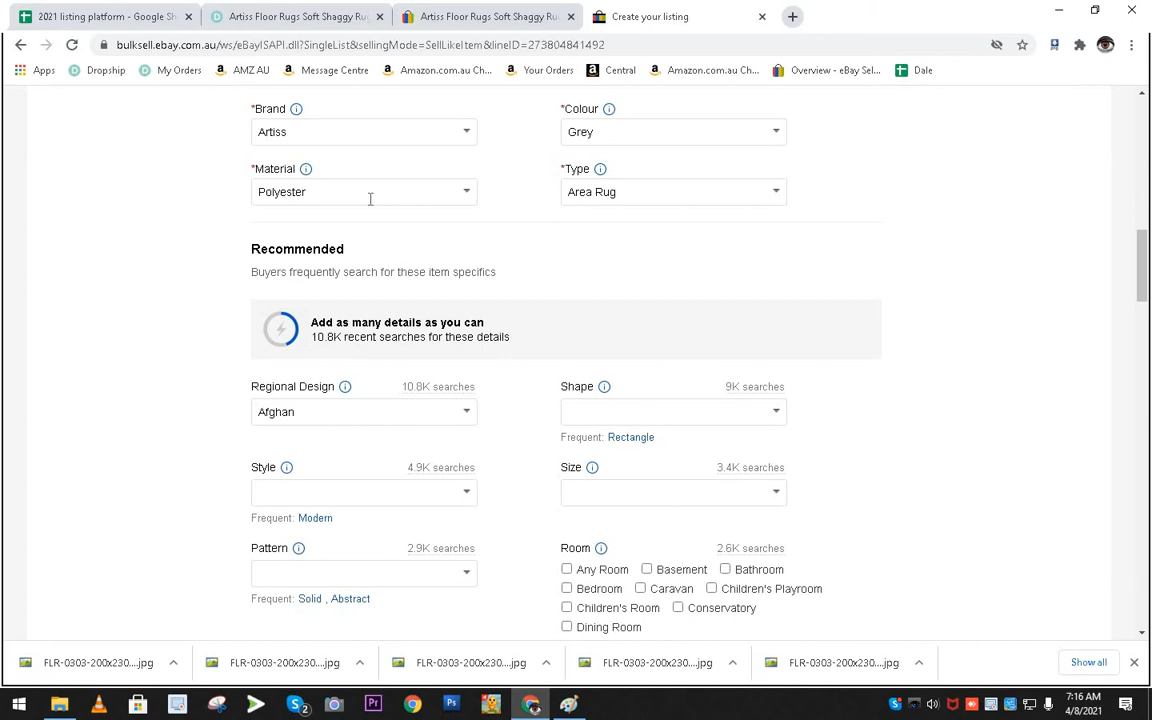 2021 listing platform - Google Sh
Artiss Floor Rugs Soft Shaggy Ru
Artiss Floor Rugs Soft Shaggy Ru
Create your listing
bulksell.ebay.com.au/ws/eBayISAPI.dll?SingleList&sellingMode=SellLikeItem&lineID=273804841492
Apps
Dropship
My Orders
AMZ AU
Message Centre
Amazon.com.au Ch...
Your Orders
Central
Amazon.com.au Ch...
Overview - eBay Sel...
Dale
*Brand
*Colour
Artiss
Grey
*Material
*Type
Polyester
Area Rug
Recommended
Buyers frequently search for these item specifics
Add as many details as you can
10.8K recent searches for these details
Regional Design
10.8K searches
Shape
9K searches
Afghan
Frequent: Rectangle
Style
4.9K searches
Size
3.4K searches
Frequent: Modern
Pattern
2.9K searches
Room
2.6K searches
Any Room
Basement
Bathroom
Bedroom
Caravan
Children's Playroom
Frequent: Solid , Abstract
Children's Room
Conservatory
Dining Room
FLR-0303-200x230....jpg
FLR-0303-200x230....jpg
FLR-0303-200x230....jpg
FLR-0303-200x230....jpg
FLR-0303-200x230....jpg
Show all
7:16 AM
4/8/2021